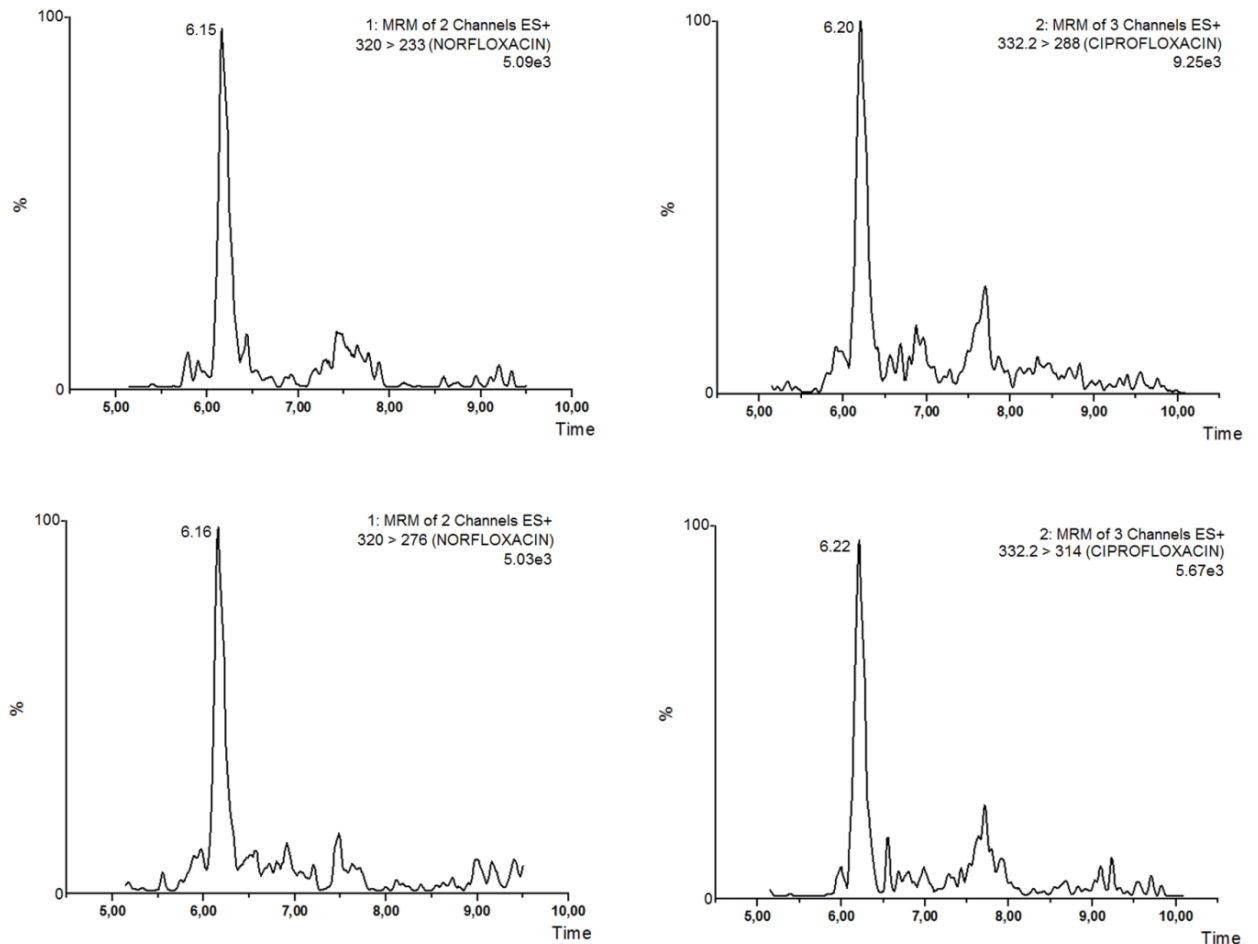 100
6.15
1: MRM of 2 Channels ES+
320 > 233 (NORFLOXACIN)
5.09e3
%
0
5,00 6,00 7,00 8,00 9,00 10,00
Time
100
6.20
2: MRM of 3 Channels ES+
332.2 > 288 (CIPROFLOXACIN)
9.25e3
%
0
5,00 6,00 7,00 8,00 9,00 10,00
Time
100
6.16
1: MRM of 2 Channels ES+
320 > 276 (NORFLOXACIN)
5.03e3
%
0
5,00 6,00 7,00 8,00 9,00 10,00
Time
100
6.22
2: MRM of 3 Channels ES+
332.2 > 314 (CIPROFLOXACIN)
5.67e3
%
0
5,00 6,00 7,00 8,00 9,00 10,00
Time